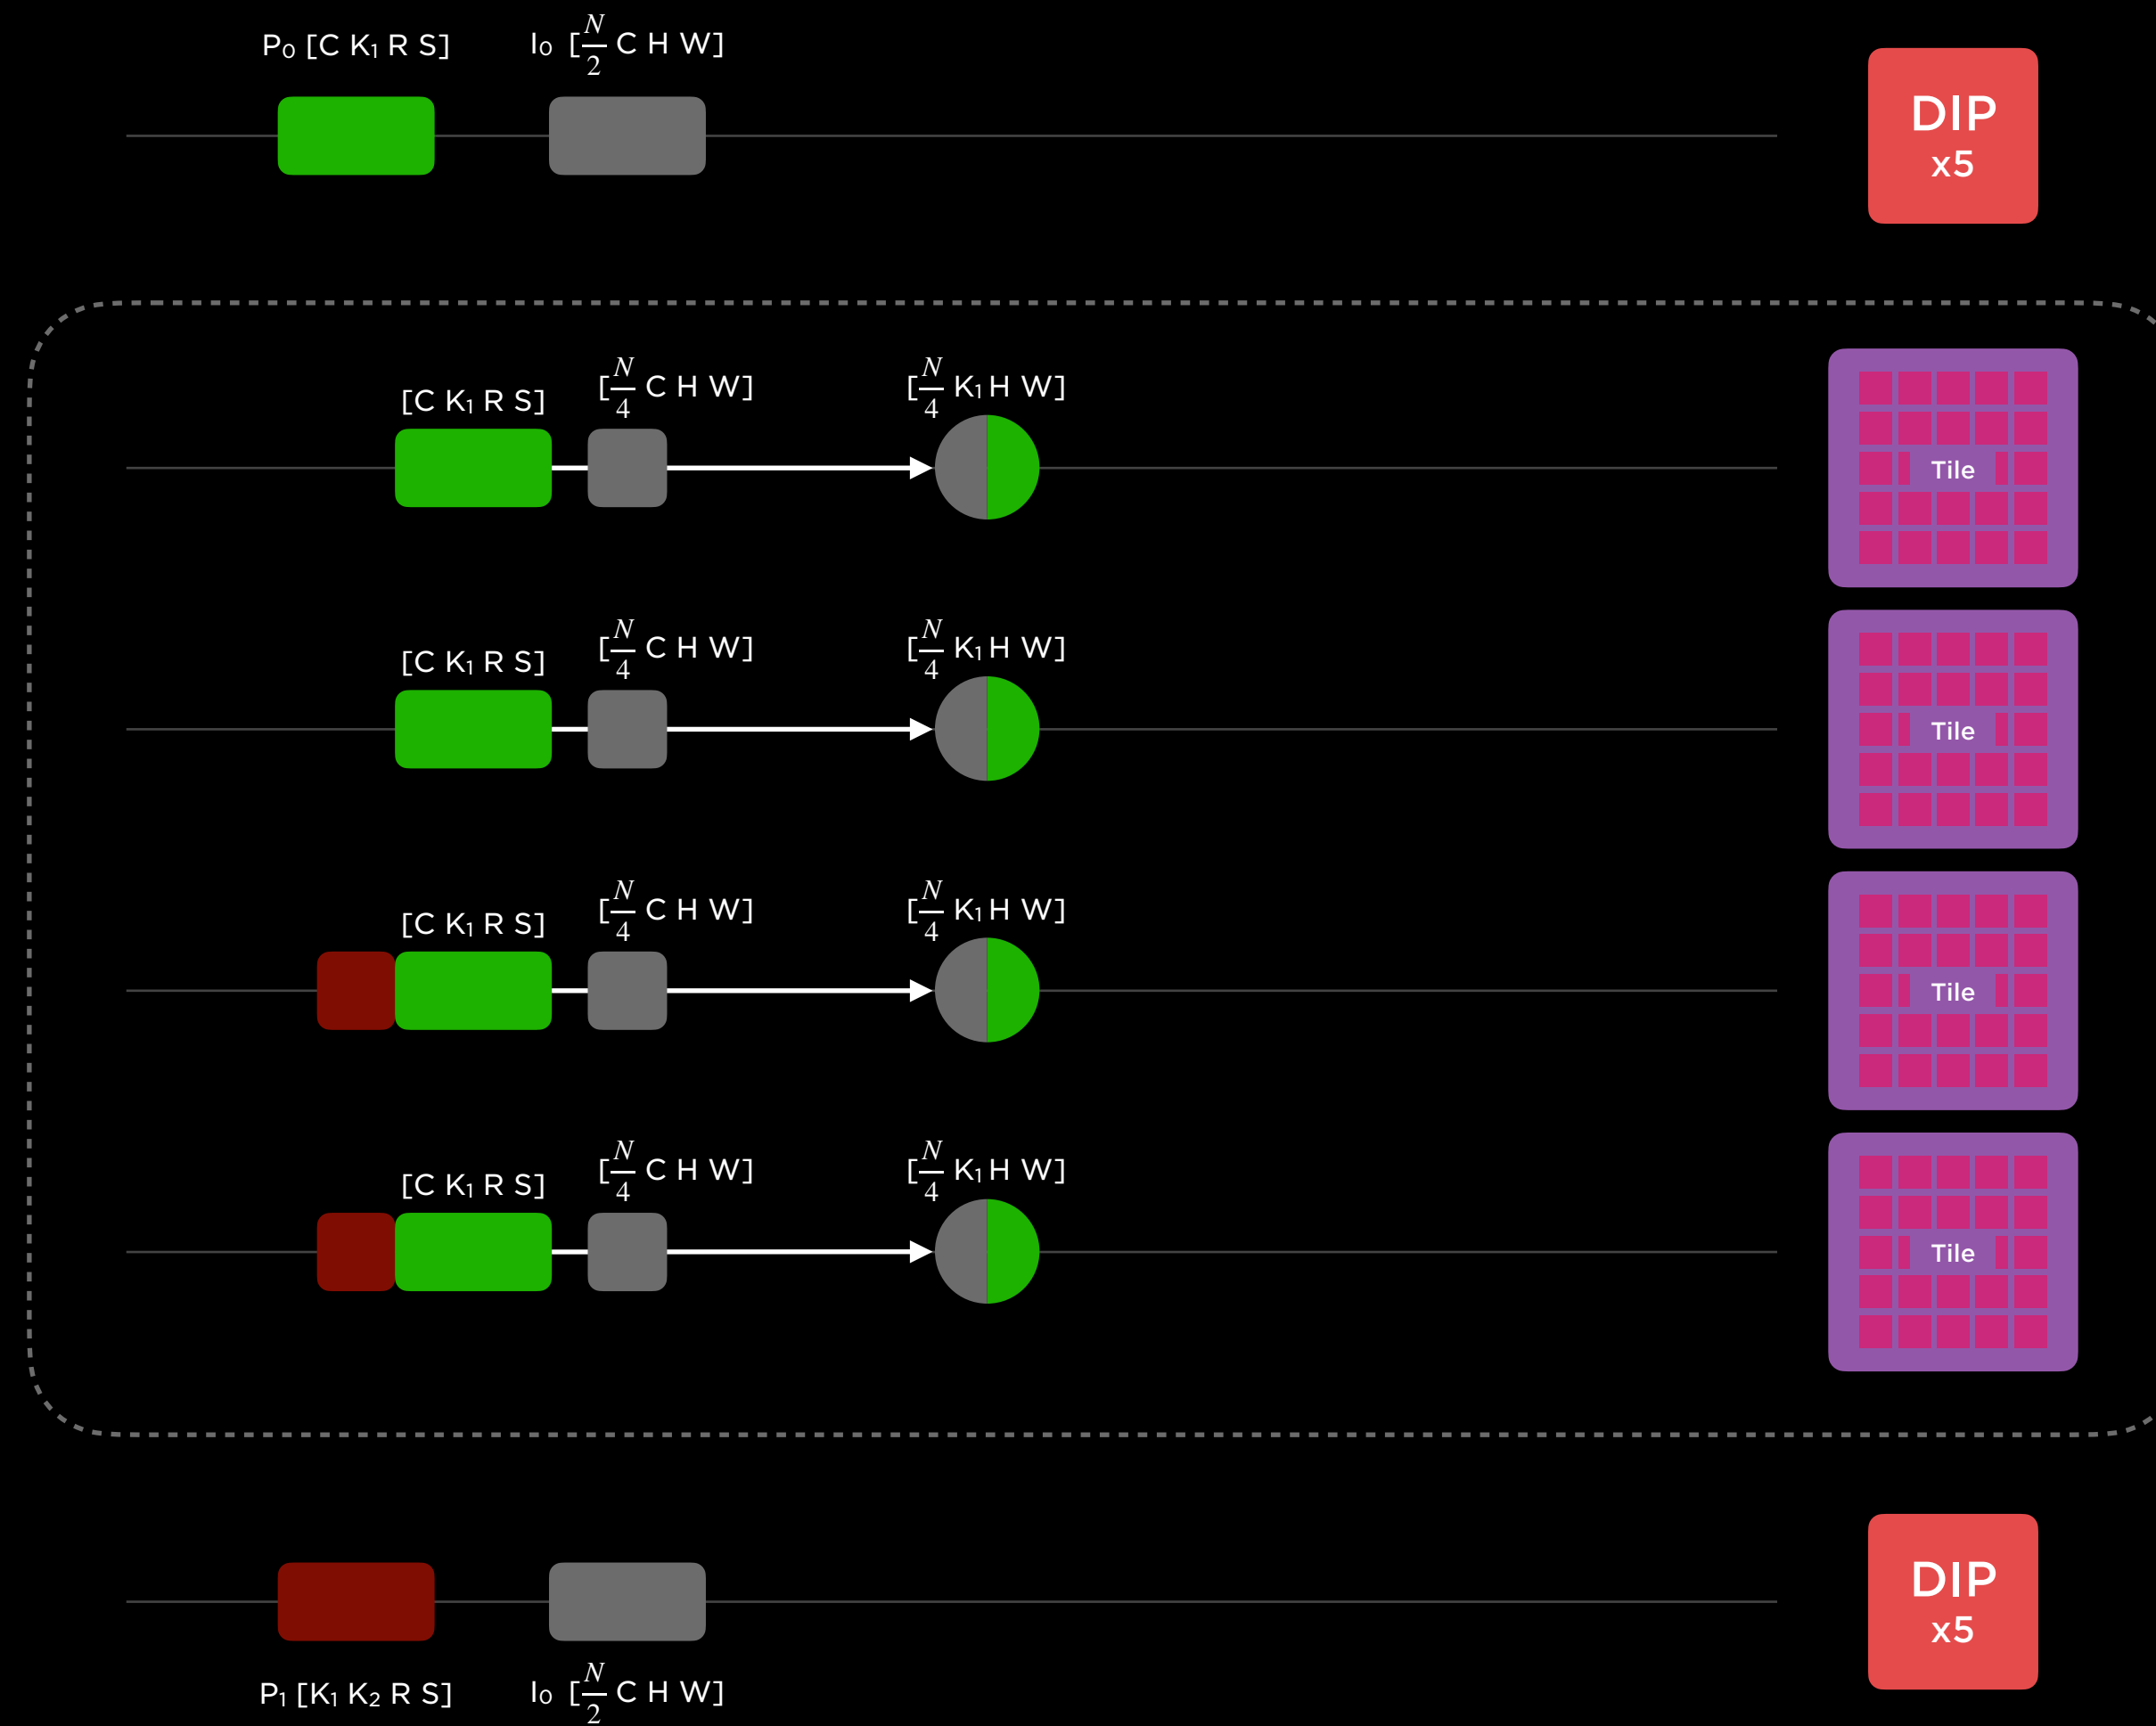 P₀ [C K₁ R S]
I₀ [N/2 C H W]
DIP
x5
[C K₁ R S]
[N/4 C H W]
[N/4 K₁ H W]
Tile
[C K₁ R S]
[N/4 C H W]
[N/4 K₁ H W]
Tile
[C K₁ R S]
[N/4 C H W]
[N/4 K₁ H W]
Tile
[C K₁ R S]
[N/4 C H W]
[N/4 K₁ H W]
Tile
DIP
x5
P₁ [K₁ K₂ R S]
I₀ [N/2 C H W]